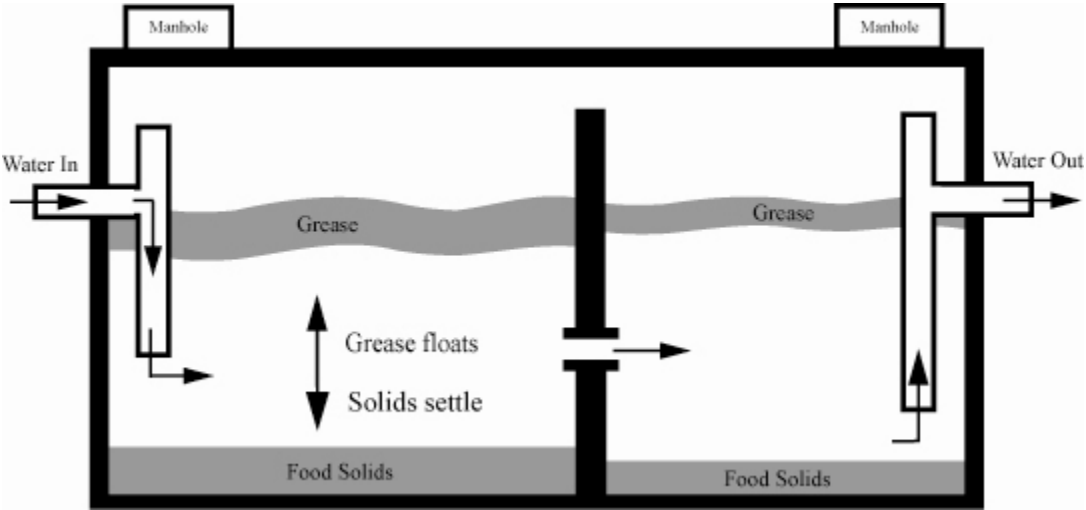 Manhole
Manhole
Water In
Water Out
Grease
Grease
Grease floats
Solids settle
Food Solids
Food Solids